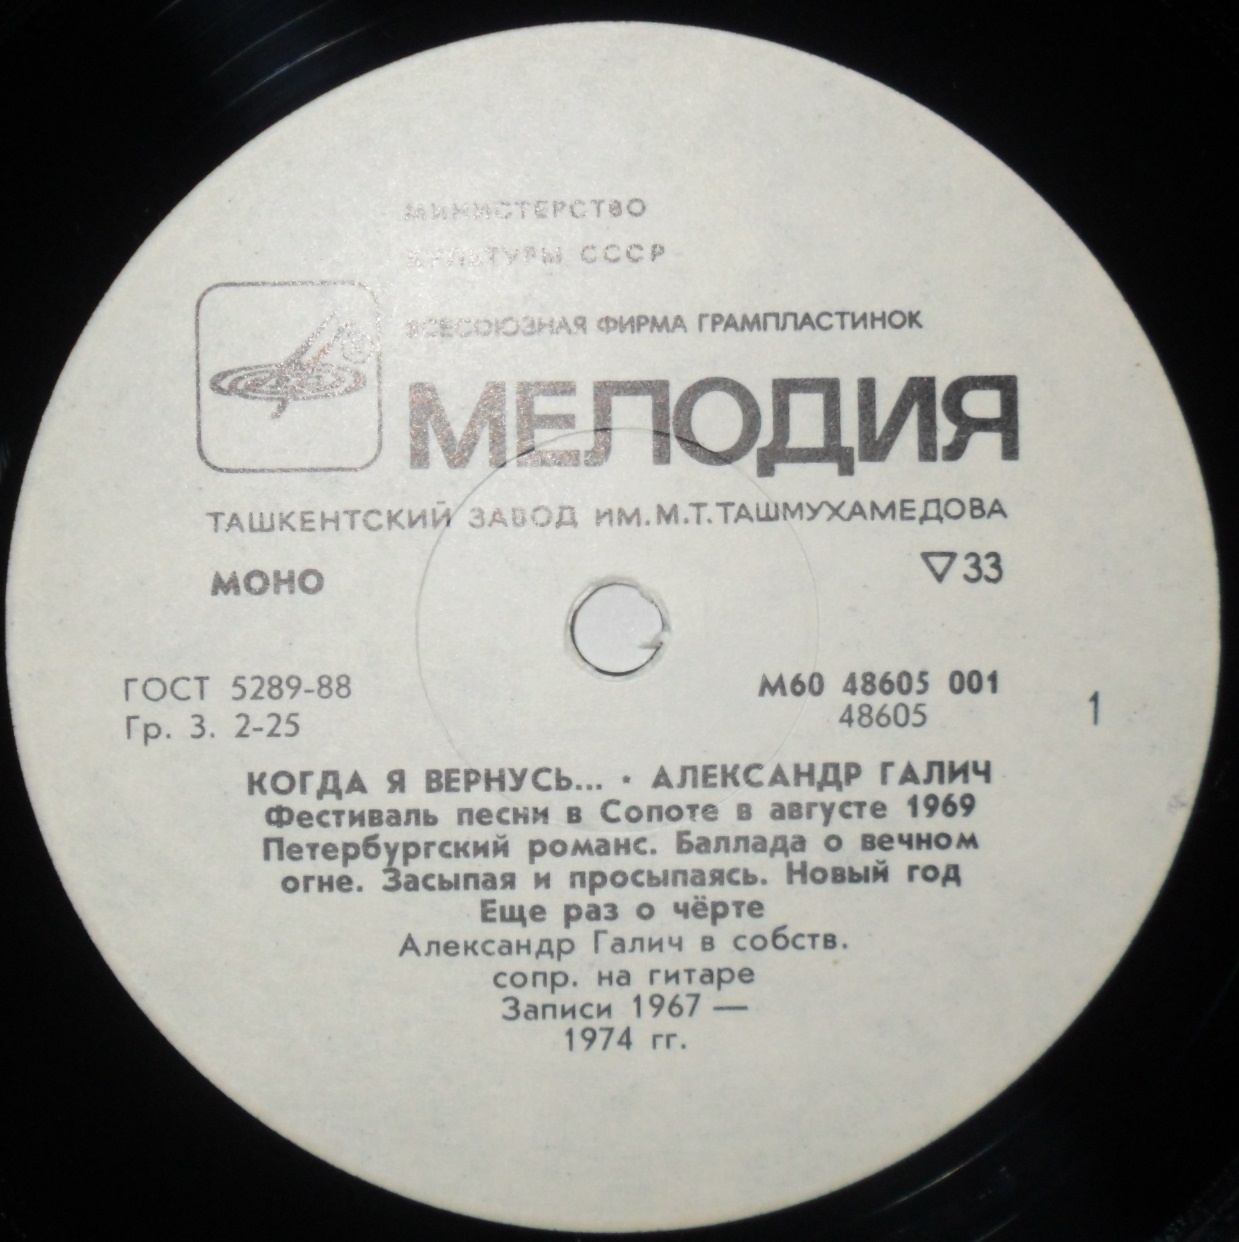 МИНИСТЕРСТВО
КУЛЬТУРЫ СССР
ВСЕСОЮЗНАЯ ФИРМА ГРАМПЛАСТИНОК
МЕЛОДИЯ
ТАШКЕНТСКИЙ ЗАВОД ИМ. М. Т. ТАШМУХАМЕДОВА
МОНО ▽33
ГОСТ 5289-88 М60 48605 001
Гр. 3. 2-25 48605 1
КОГДА Я ВЕРНУСЬ... · АЛЕКСАНДР ГАЛИЧ
Фестиваль песни в Сопоте в августе 1969
Петербургский романс. Баллада о вечном
огне. Засыпая и просыпаясь. Новый год
Еще раз о чёрте
Александр Галич в собств.
сопр. на гитаре
Записи 1967 —
1974 гг.